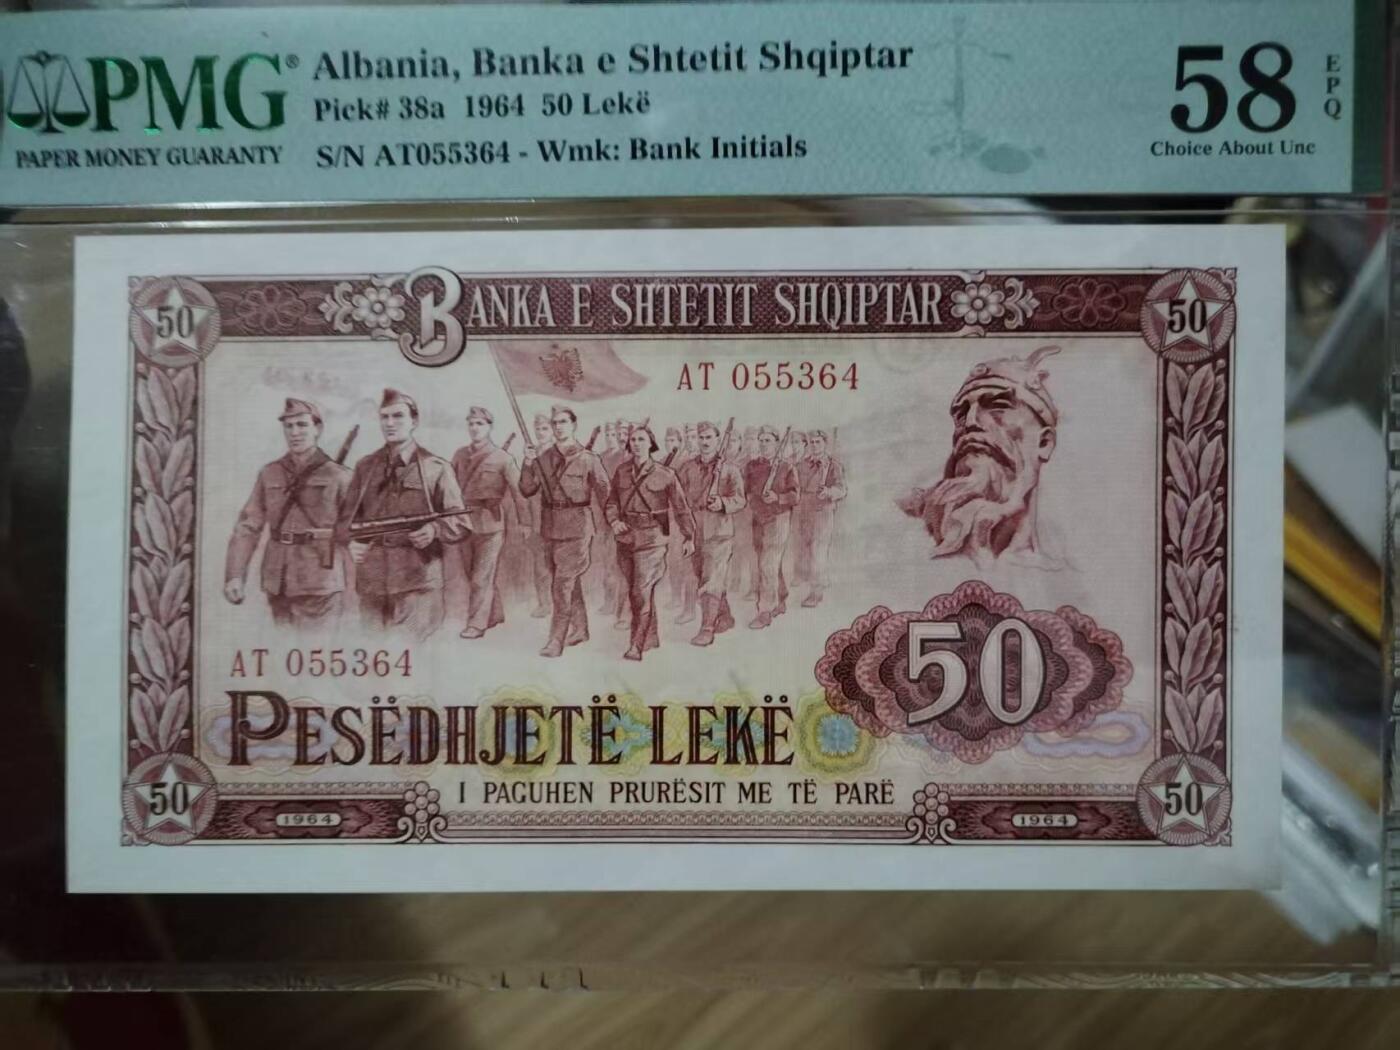 PMG® Albania, Banka e Shtetit Shqiptar
Pick# 38a 1964 50 Lekë
PAPER MONEY GUARANTY
S/N AT055364 - Wmk: Bank Initials
58
EPQ
Choice About Unc
50 BANKA E SHTETIT SHQIPTAR 50
AT 055364
AT 055364
50
PESËDHJETË LEKË
I PAGUHEN PRURËSIT ME TË PARË
50 1964 1964 50